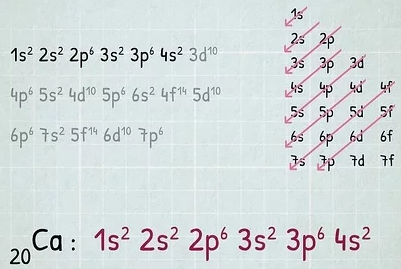 1s² 2s² 2p⁶ 3s² 3p⁶ 4s² 3d¹⁰
4p⁶ 5s² 4d¹⁰ 5p⁶ 6s² 4f¹⁴ 5d¹⁰
6p⁶ 7s² 5f¹⁴ 6d¹⁰ 7p⁶
1s
2s 2p
3s 3p 3d
4s 4p 4d 4f
5s 5p 5d 5f
6s 6p 6d 6f
7s 7p 7d 7f
₂₀Ca : 1s² 2s² 2p⁶ 3s² 3p⁶ 4s²